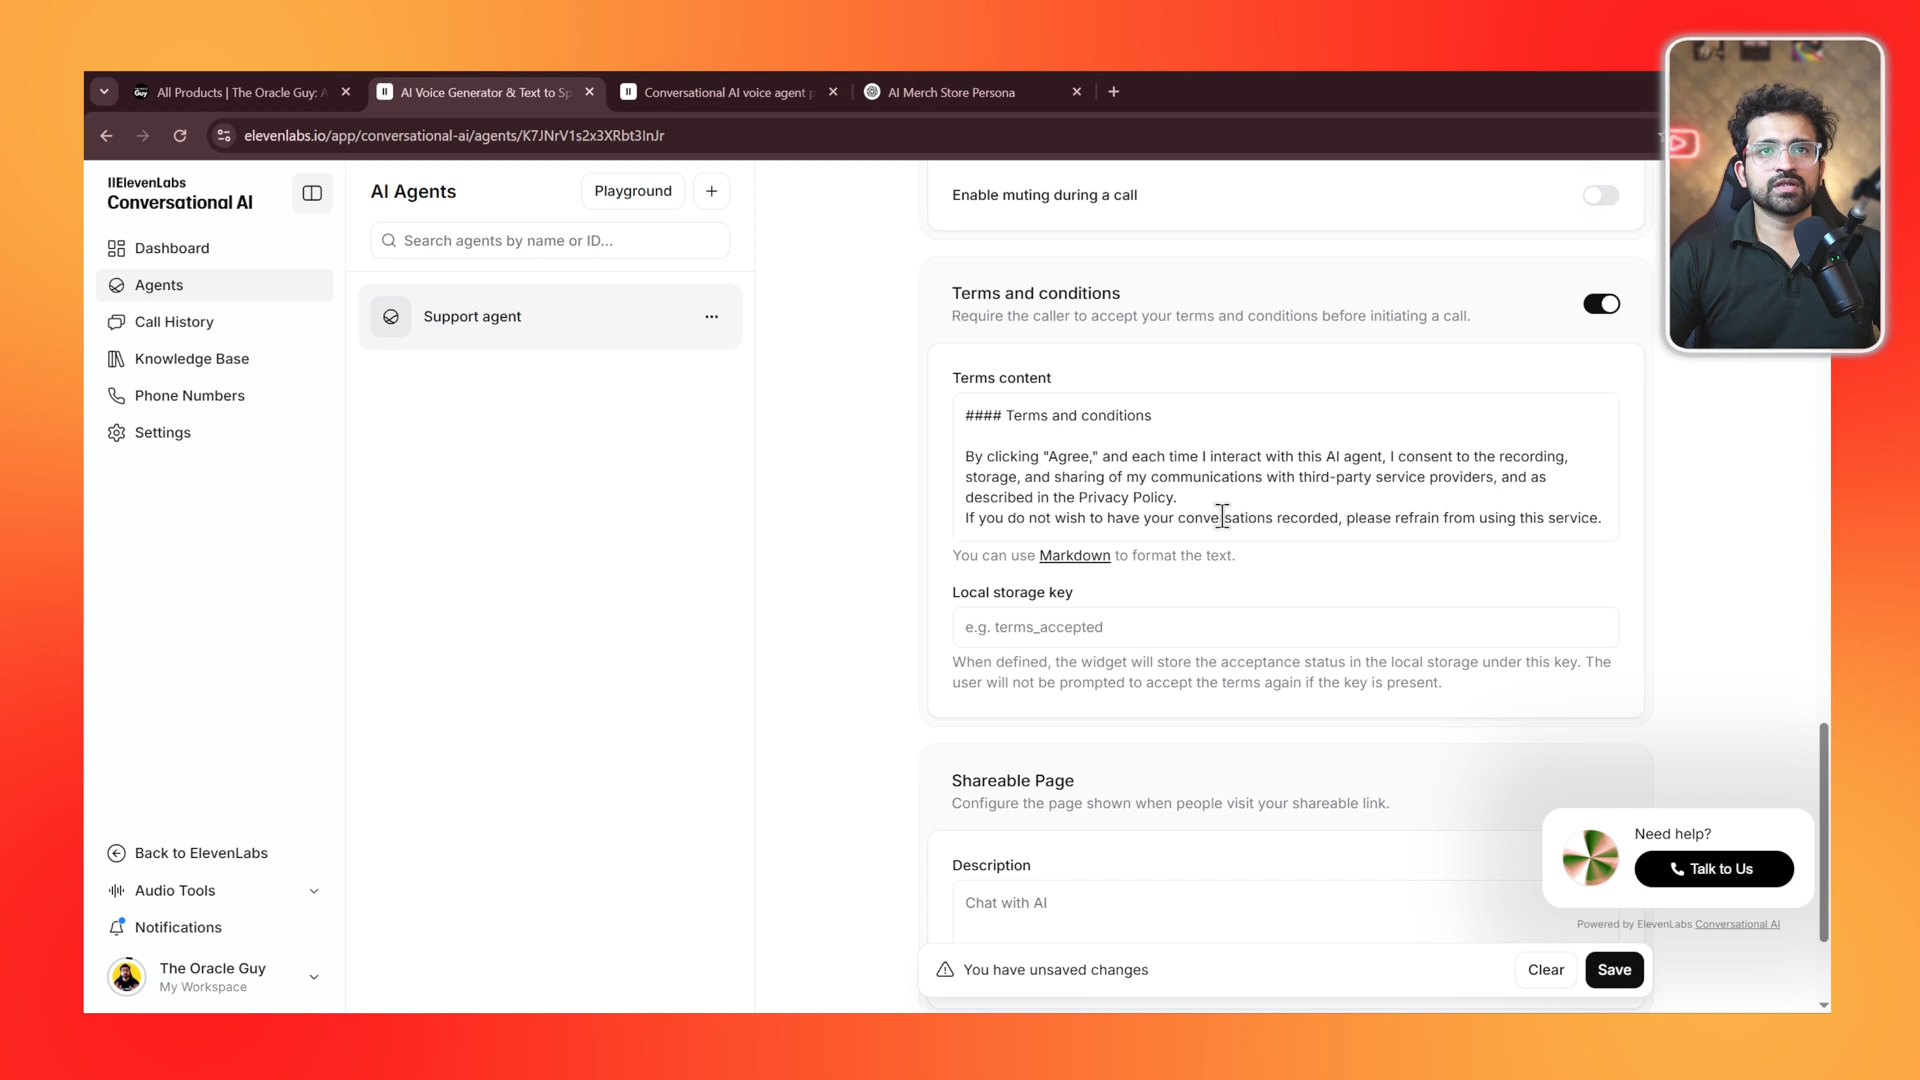 All Products | The Oracle Guy: A
AI Voice Generator & Text to Sp
Conversational AI voice agent p
AI Merch Store Persona
elevenlabs.io/app/conversational-ai/agents/K7JNrV1s2x3XRbt3InJr
IIElevenLabs
Conversational AI
Dashboard
Agents
Call History
Knowledge Base
Phone Numbers
Settings
Back to ElevenLabs
Audio Tools
Notifications
The Oracle Guy
My Workspace
AI Agents
Playground
Search agents by name or ID...
Support agent
Enable muting during a call
Terms and conditions
Require the caller to accept your terms and conditions before initiating a call.
Terms content
#### Terms and conditions
By clicking "Agree," and each time I interact with this AI agent, I consent to the recording,
storage, and sharing of my communications with third-party service providers, and as
described in the Privacy Policy.
If you do not wish to have your conversations recorded, please refrain from using this service.
You can use Markdown to format the text.
Local storage key
e.g. terms_accepted
When defined, the widget will store the acceptance status in the local storage under this key. The
user will not be prompted to accept the terms again if the key is present.
Shareable Page
Configure the page shown when people visit your shareable link.
Description
Chat with AI
Need help?
Talk to Us
Powered by ElevenLabs Conversational AI
You have unsaved changes
Clear
Save